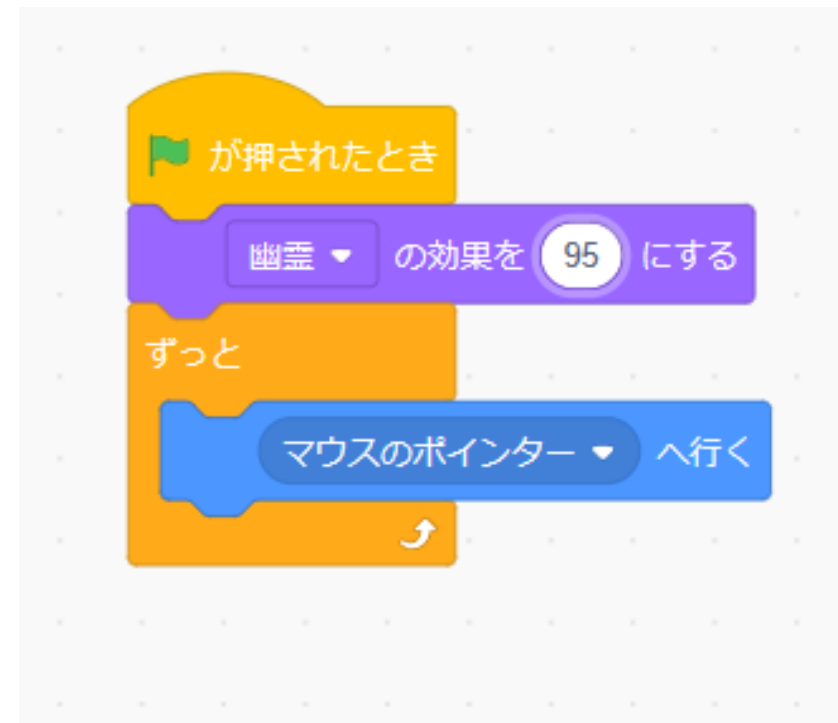 が押されたとき
幽霊 の効果を 95 にする
ずっと
マウスのポインター へ行く